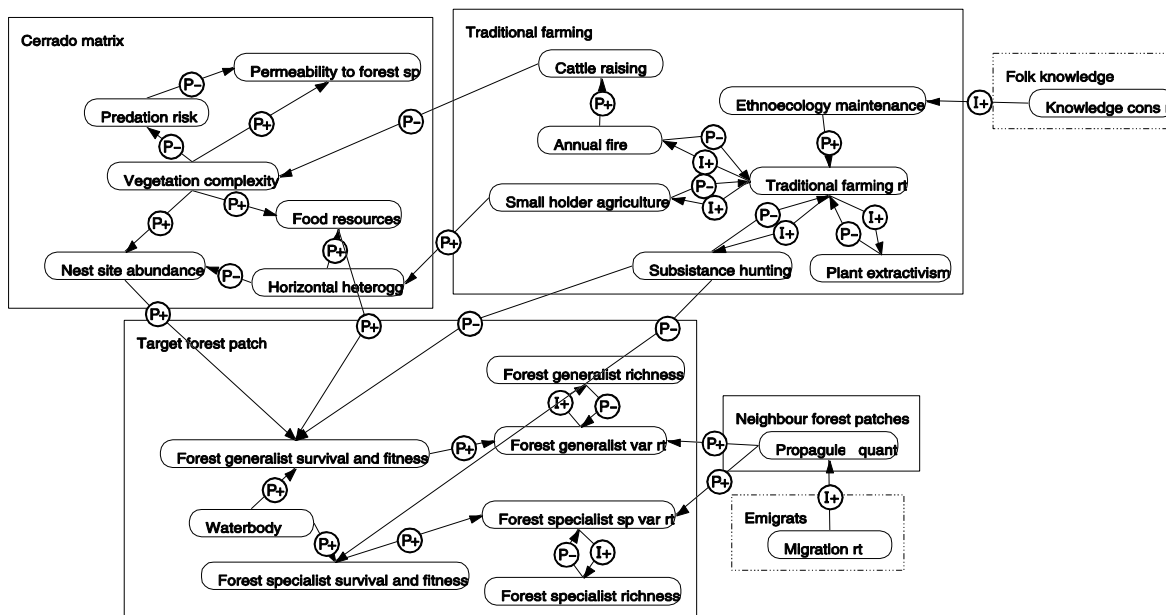 Cerrado matrix
Permeability to forest sp
P−
Predation risk
P+
P−
Vegetation complexity
P+
Food resources
P+
P+
Nest site abundance
P−
Horizontal heterogg
P+
P+
Traditional farming
Cattle raising
P−
P+
Annual fire
P−
I+
Ethnoecology maintenance
P+
Traditional farming rt
Small holder agriculture
P−
I+
P+
P−
I+
I+
P−
Subsistance hunting
Plant extractivism
P−
P−
Folk knowledge
I+
Knowledge cons r
Target forest patch
Forest generalist richness
I+
P−
Forest generalist var rt
P+
Forest generalist survival and fitness
P+
Waterbody
P+
P+
Forest specialist sp var rt
P−
I+
Forest specialist survival and fitness
Forest specialist richness
Neighbour forest patches
P+
Propagule quant
P+
I+
Emigrats
Migration rt